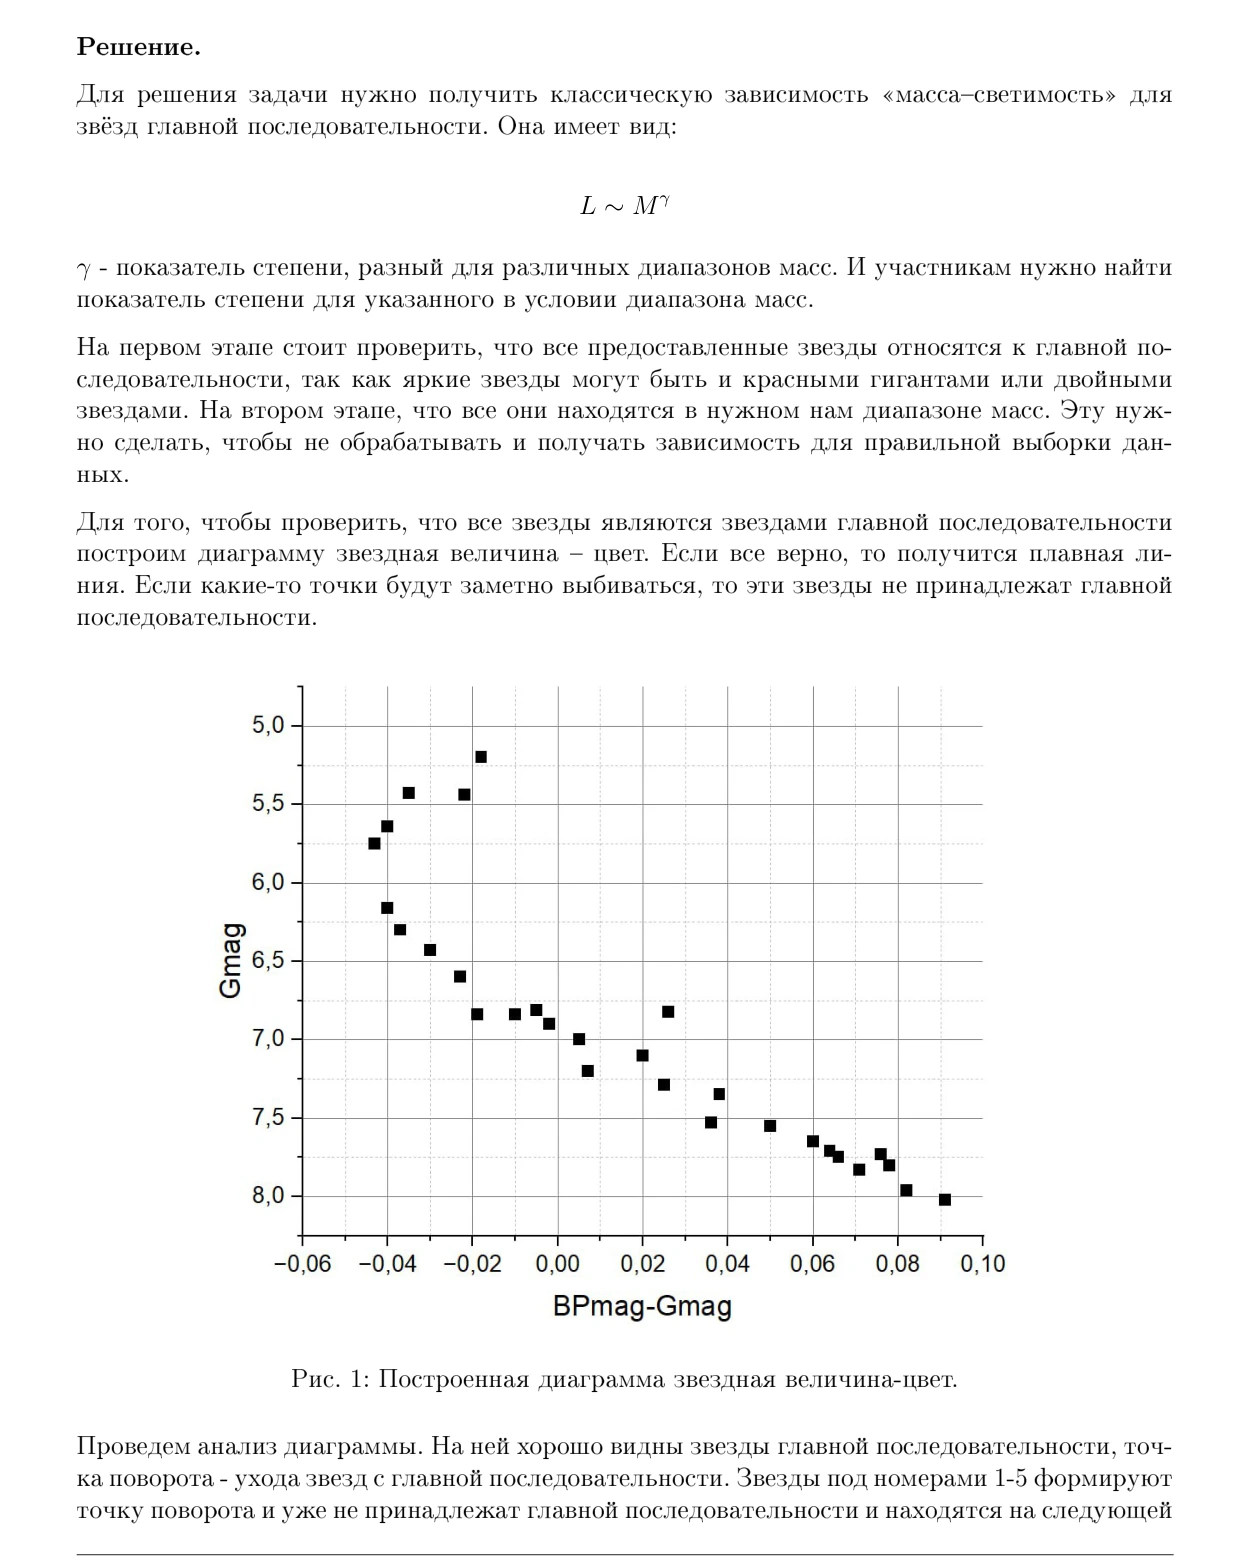 Решение.
Для решения задачи нужно получить классическую зависимость «масса–светимость» для
звёзд главной последовательности. Она имеет вид:
L ∼ M^γ
γ - показатель степени, разный для различных диапазонов масс. И участникам нужно найти
показатель степени для указанного в условии диапазона масс.
На первом этапе стоит проверить, что все предоставленные звезды относятся к главной по-
следовательности, так как яркие звезды могут быть и красными гигантами или двойными
звездами. На втором этапе, что все они находятся в нужном нам диапазоне масс. Эту нуж-
но сделать, чтобы не обрабатывать и получать зависимость для правильной выборки дан-
ных.
Для того, чтобы проверить, что все звезды являются звездами главной последовательности
построим диаграмму звездная величина – цвет. Если все верно, то получится плавная ли-
ния. Если какие-то точки будут заметно выбиваться, то эти звезды не принадлежат главной
последовательности.
5,0
5,5
6,0
6,5
7,0
7,5
8,0
Gmag
−0,06 −0,04 −0,02 0,00 0,02 0,04 0,06 0,08 0,10
BPmag-Gmag
Рис. 1: Построенная диаграмма звездная величина-цвет.
Проведем анализ диаграммы. На ней хорошо видны звезды главной последовательности, точ-
ка поворота - ухода звезд с главной последовательности. Звезды под номерами 1-5 формируют
точку поворота и уже не принадлежат главной последовательности и находятся на следующей